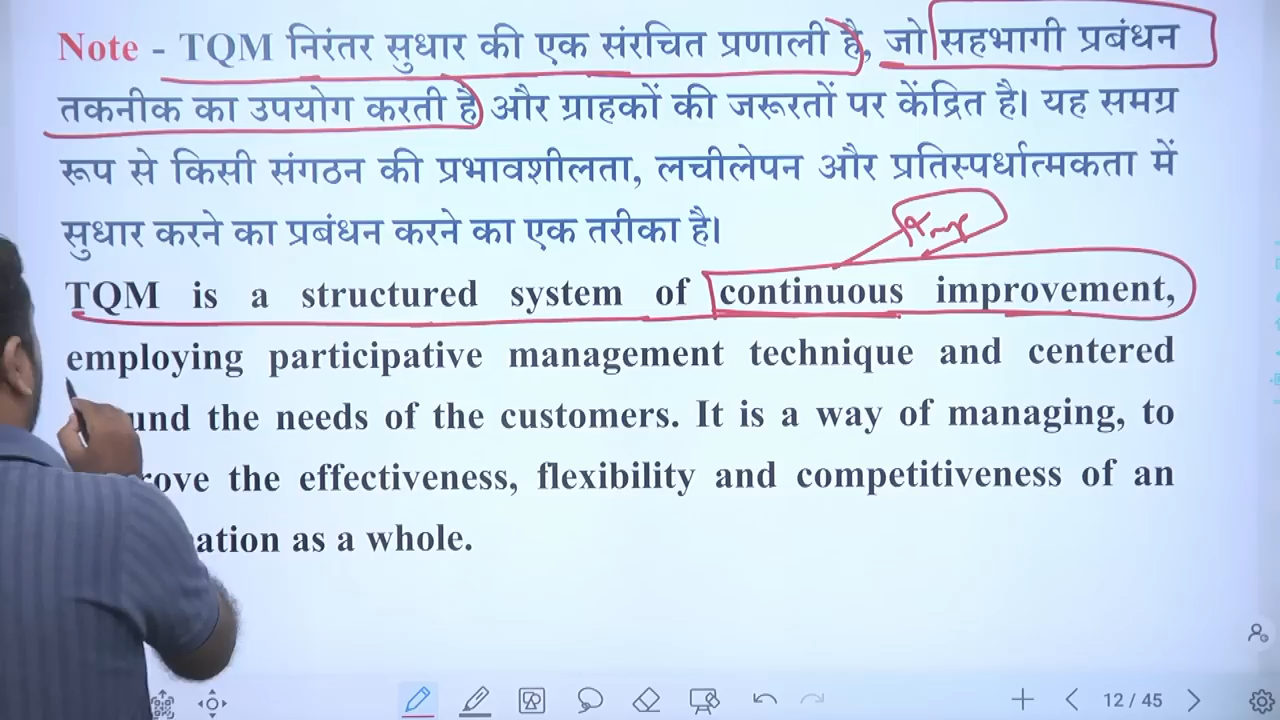 Note - TQM निरंतर सुधार की एक संरचित प्रणाली है, जो सहभागी प्रबंधन
तकनीक का उपयोग करती है और ग्राहकों की जरूरतों पर केंद्रित है। यह समग्र
रूप से किसी संगठन की प्रभावशीलता, लचीलेपन और प्रतिस्पर्धात्मकता में
सुधार करने का प्रबंधन करने का एक तरीका है।
TQM is a structured system of continuous improvement,
employing participative management technique and centered
und the needs of the customers. It is a way of managing, to
rove the effectiveness, flexibility and competitiveness of an
ation as a whole.
12 / 45